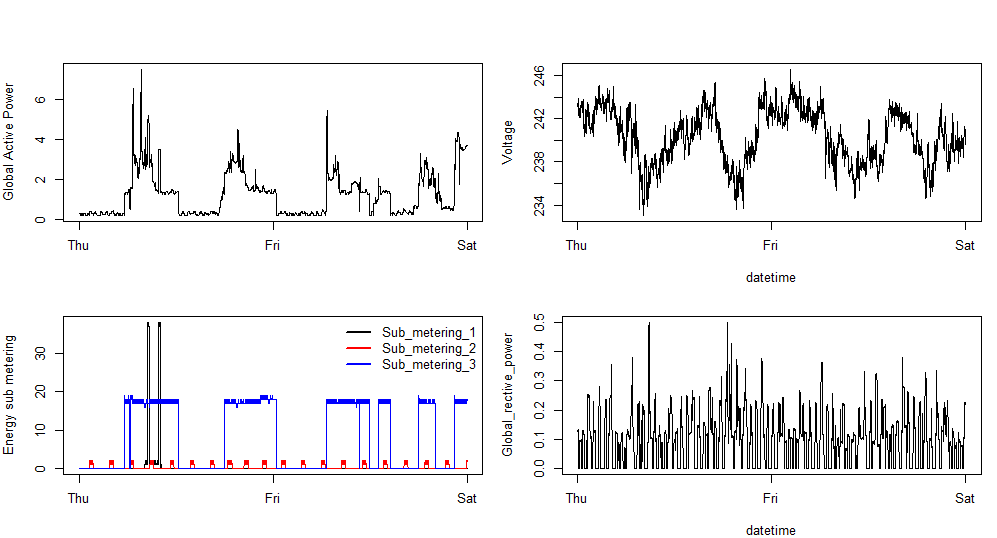 Global Active Power
0 2 4 6
Thu Fri Sat
Voltage
234 238 242 246
Thu Fri Sat
datetime
Energy sub metering
0 10 20 30
Sub_metering_1
Sub_metering_2
Sub_metering_3
Thu Fri Sat
Global_rective_power
0.0 0.1 0.2 0.3 0.4 0.5
Thu Fri Sat
datetime